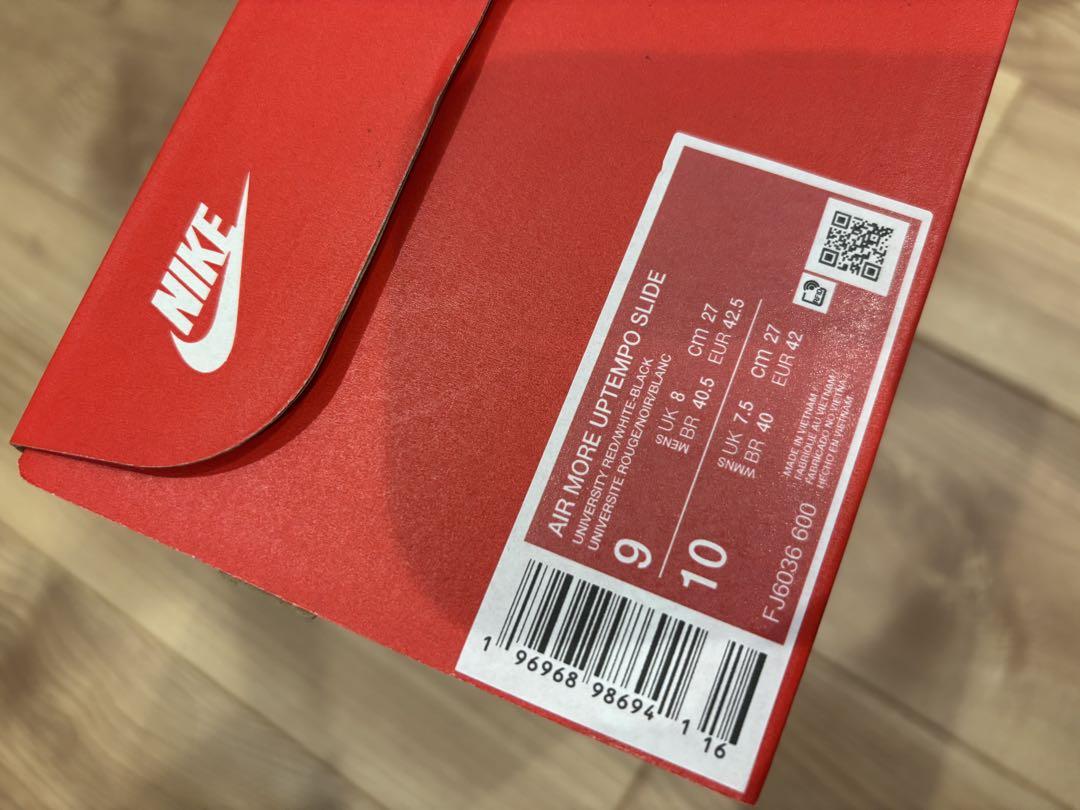 NIKE
AIR MORE UPTEMPO SLIDE
UNIVERSITY RED/WHITE-BLACK
UNIVERSITE ROUGE/NOIR/BLANC
9
MENS UK 8 cm 27
BR 40.5 EUR 42.5
10
WMNS UK 7.5 cm 27
BR 40 EUR 42
MADE IN VIETNAM /
FABRIQUE AU VIETNAM /
FABRICADO NO VIETNA /
HECHO EN VIETNAM
FJ6036 600
RFID
1 96968 98694 1 16